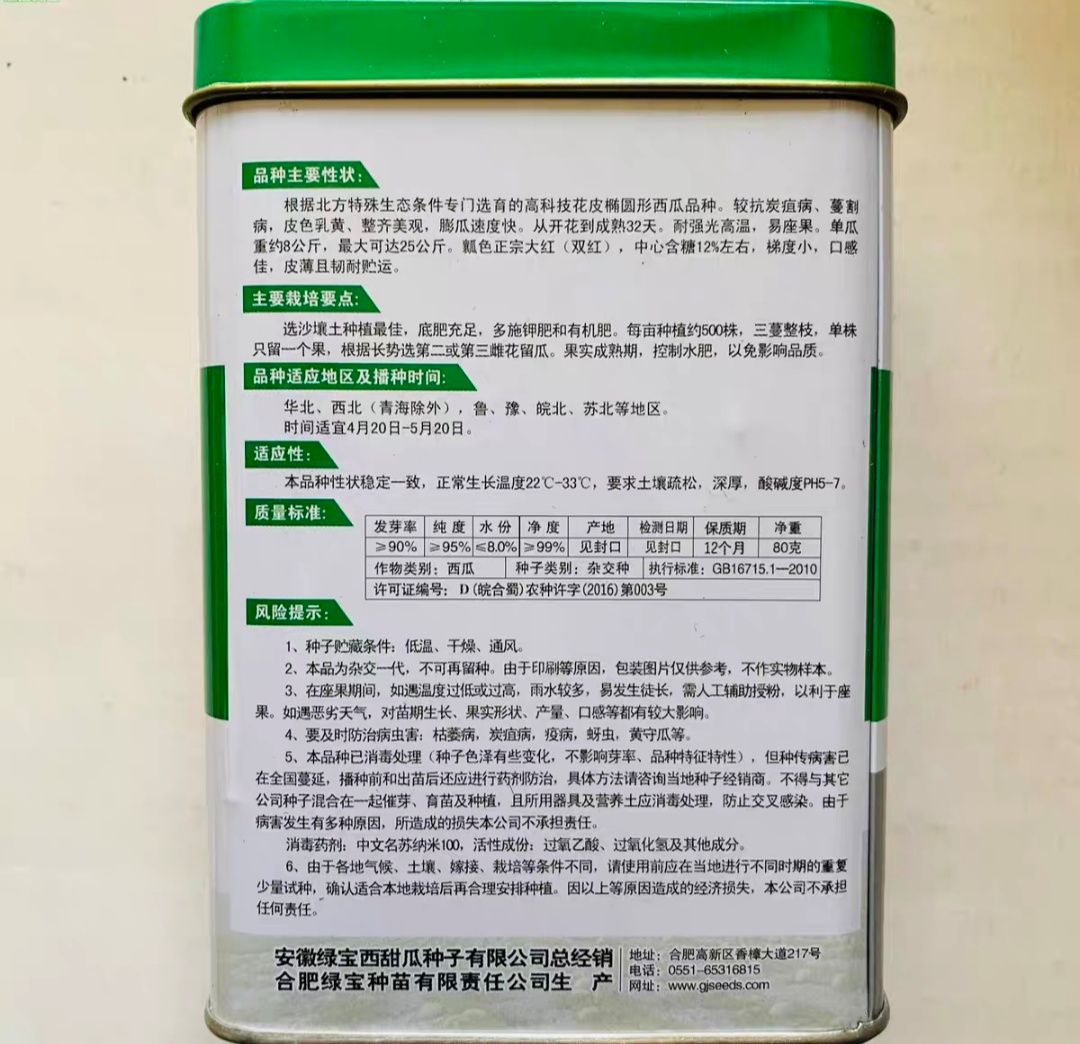 品种主要性状：
根据北方特殊生态条件专门选育的高科技花皮椭圆形西瓜品种。较抗炭疽病、蔓割
病，皮色乳黄、整齐美观，膨瓜速度快。从开花到成熟32天。耐强光高温，易座果。单瓜
重约8公斤，最大可达25公斤。瓤色正宗大红（双红），中心含糖12%左右，梯度小，口感
佳，皮薄且韧耐贮运。
主要栽培要点：
选沙壤土种植最佳，底肥充足，多施钾肥和有机肥。每亩种植约500株，三蔓整枝，单株
只留一个果，根据长势选第二或第三雌花留瓜。果实成熟期，控制水肥，以免影响品质。
品种适应地区及播种时间：
华北、西北（青海除外），鲁、豫、皖北、苏北等地区。
时间适宜4月20日-5月20日。
适应性：
本品种性状稳定一致，正常生长温度22℃-33℃，要求土壤疏松，深厚，酸碱度PH5-7。
质量标准：
发芽率 纯度 水份 净度 产地 检测日期 保质期 净重
≥90% ≥95% ≤8.0% ≥99% 见封口 见封口 12个月 80克
作物类别：西瓜 种子类别：杂交种 执行标准：GB16715.1—2010
许可证编号：D(皖合蜀)农种许字(2016)第003号
风险提示：
1、种子贮藏条件：低温、干燥、通风。
2、本品为杂交一代，不可再留种。由于印刷等原因，包装图片仅供参考，不作实物样本。
3、在座果期间，如遇温度过低或过高，雨水较多，易发生徒长，需人工辅助授粉，以利于座
果。如遇恶劣天气，对苗期生长、果实形状、产量、口感等都有较大影响。
4、要及时防治病虫害：枯萎病，炭疽病，疫病，蚜虫，黄守瓜等。
5、本品种已消毒处理（种子色泽有些变化，不影响芽率、品种特征特性），但种传病害已
在全国蔓延，播种前和出苗后还应进行药剂防治，具体方法请咨询当地种子经销商。不得与其它
公司种子混合在一起催芽、育苗及种植，且所用器具及营养土应消毒处理，防止交叉感染。由于
病害发生有多种原因，所造成的损失本公司不承担责任。
消毒药剂：中文名苏纳米100，活性成份：过氧乙酸、过氧化氢及其他成分。
6、由于各地气候、土壤、嫁接、栽培等条件不同，请使用前应在当地进行不同时期的重复
少量试种，确认适合本地栽培后再合理安排种植。因以上等原因造成的经济损失，本公司不承担
任何责任。
安徽绿宝西甜瓜种子有限公司总经销
合肥绿宝种苗有限责任公司生 产
地址：合肥高新区香樟大道217号
电话：0551-65316815
网址：www.gjseeds.com